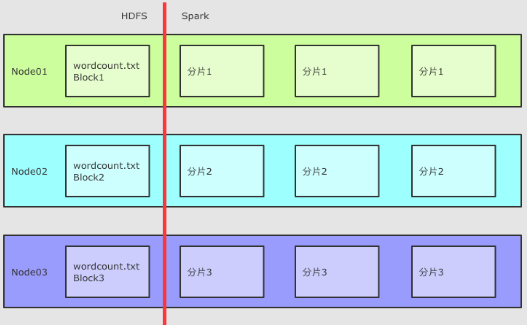 HDFS Spark
Node01
wordcount.txt
Block1
分片1 分片1 分片1
Node02
wordcount.txt
Block2
分片2 分片2 分片2
Node03
wordcount.txt
Block3
分片3 分片3 分片3